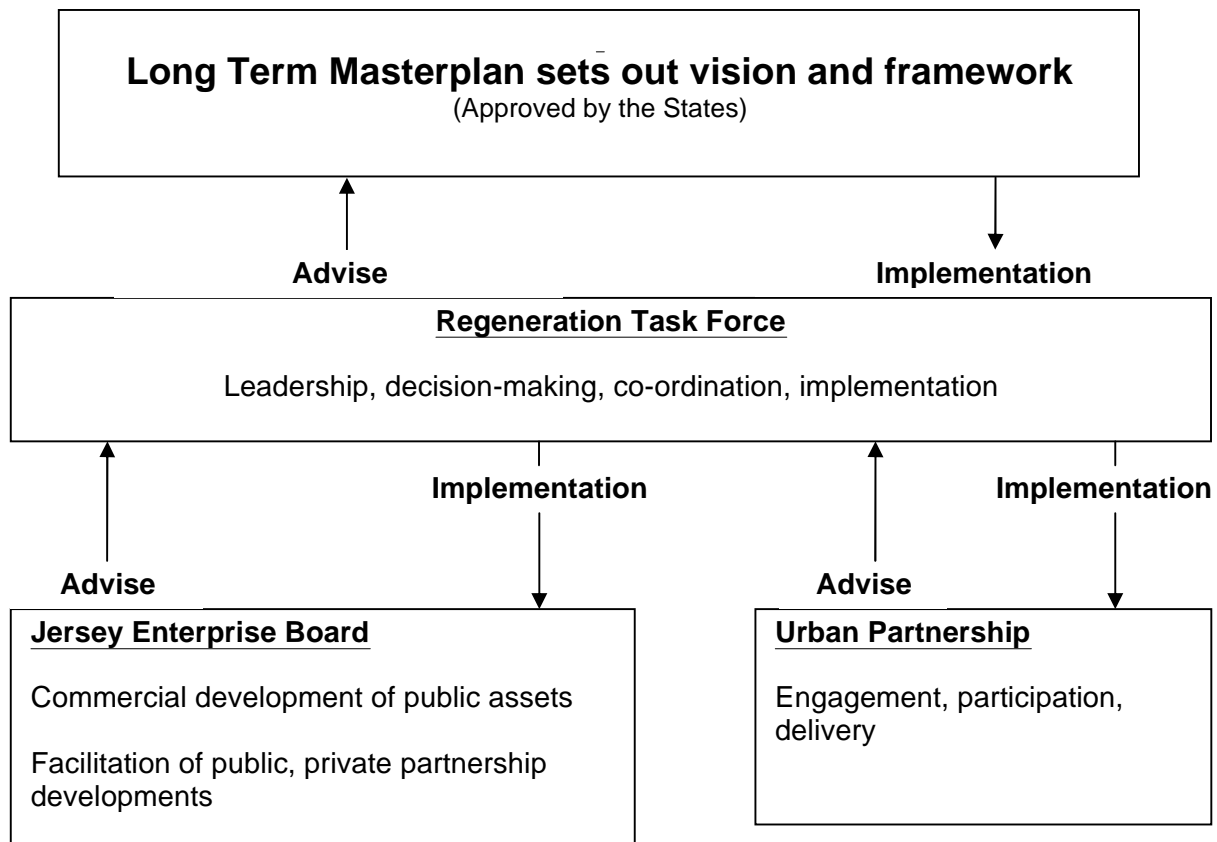 Long Term Masterplan sets out vision and framework
(Approved by the States)
Advise
Implementation
Regeneration Task Force
Leadership, decision-making, co-ordination, implementation
Implementation
Implementation
Advise
Advise
Jersey Enterprise Board
Commercial development of public assets
Facilitation of public, private partnership
developments
Urban Partnership
Engagement, participation,
delivery